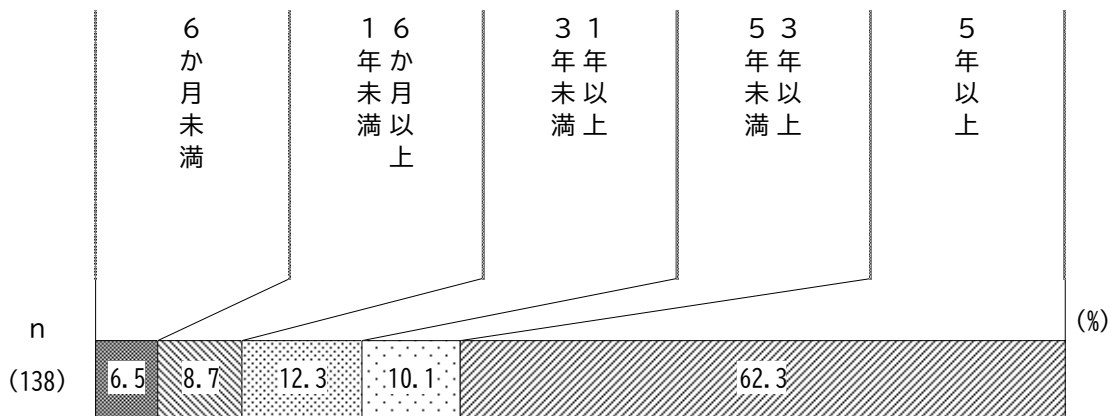 6か月未満
6か月以上
1年未満
1年以上
3年未満
3年以上
5年未満
5年以上
(%)
n
(138)
6.5
8.7
12.3
10.1
62.3